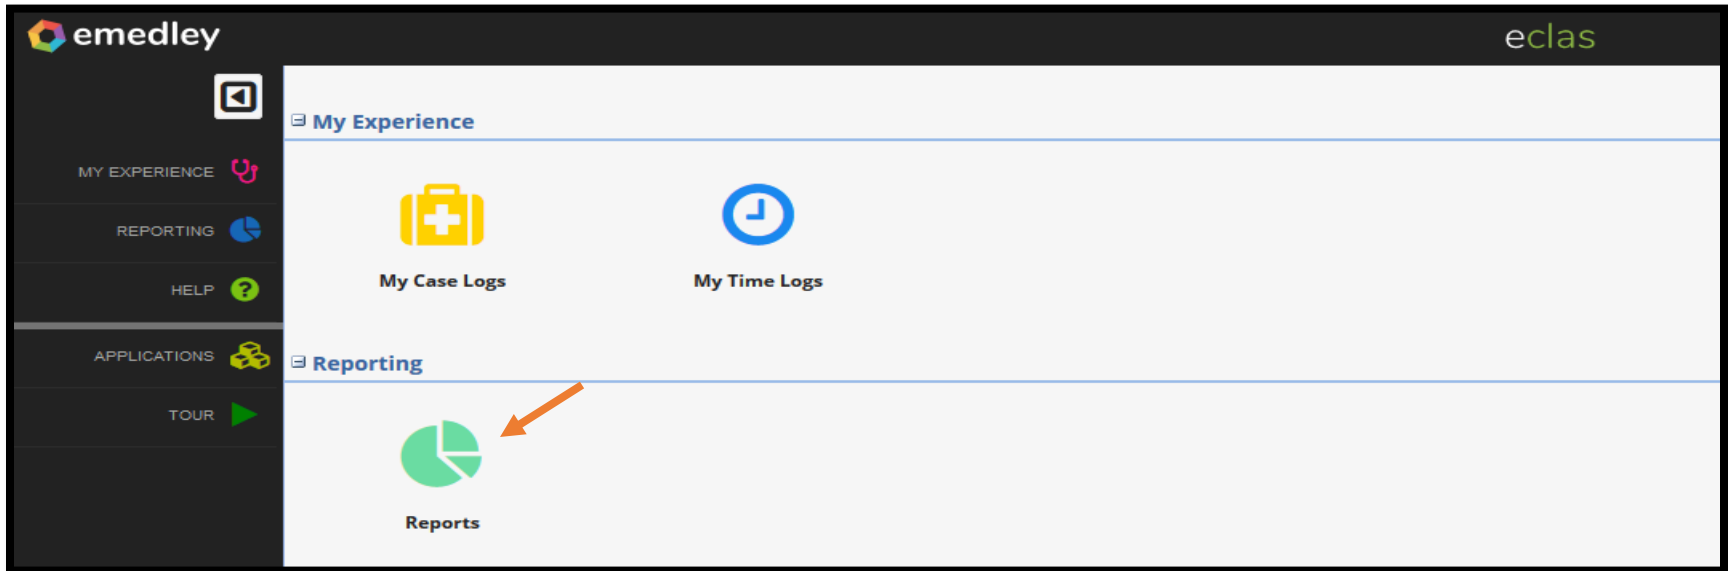 emedley
eclas
MY EXPERIENCE
REPORTING
HELP
APPLICATIONS
TOUR
My Experience
My Case Logs
My Time Logs
Reporting
Reports